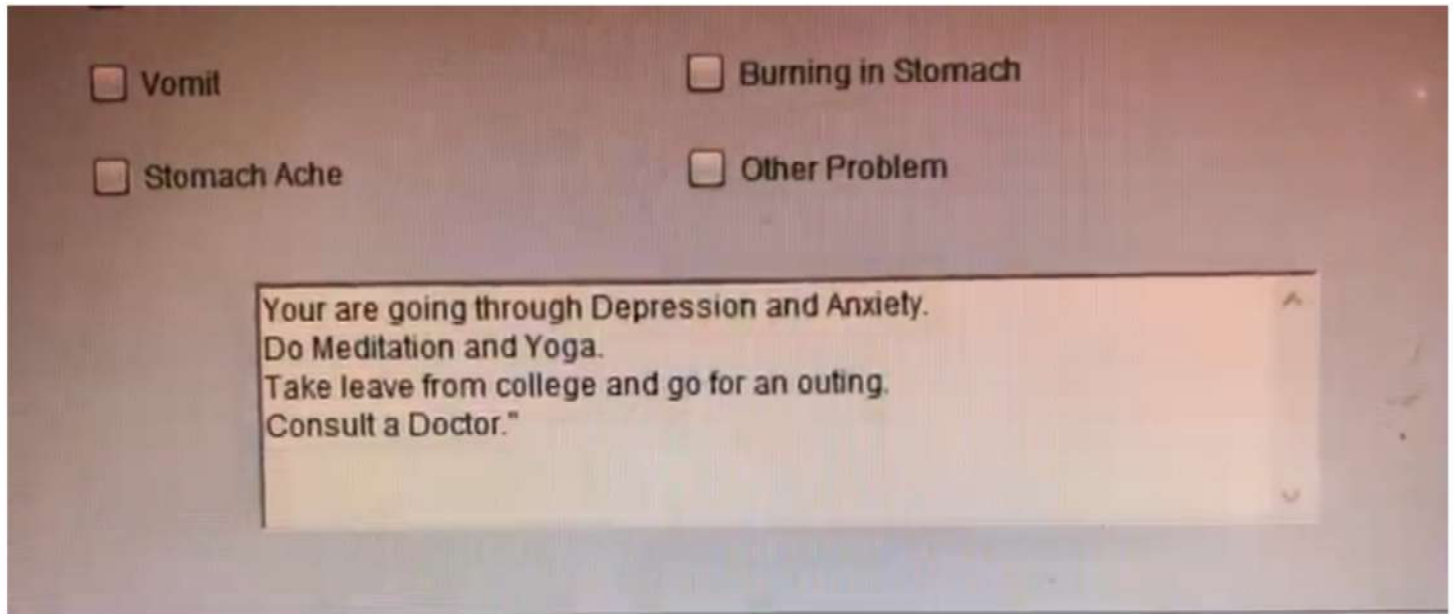 Vomit
Burning in Stomach
Stomach Ache
Other Problem
Your are going through Depression and Anxiety.
Do Meditation and Yoga.
Take leave from college and go for an outing.
Consult a Doctor."